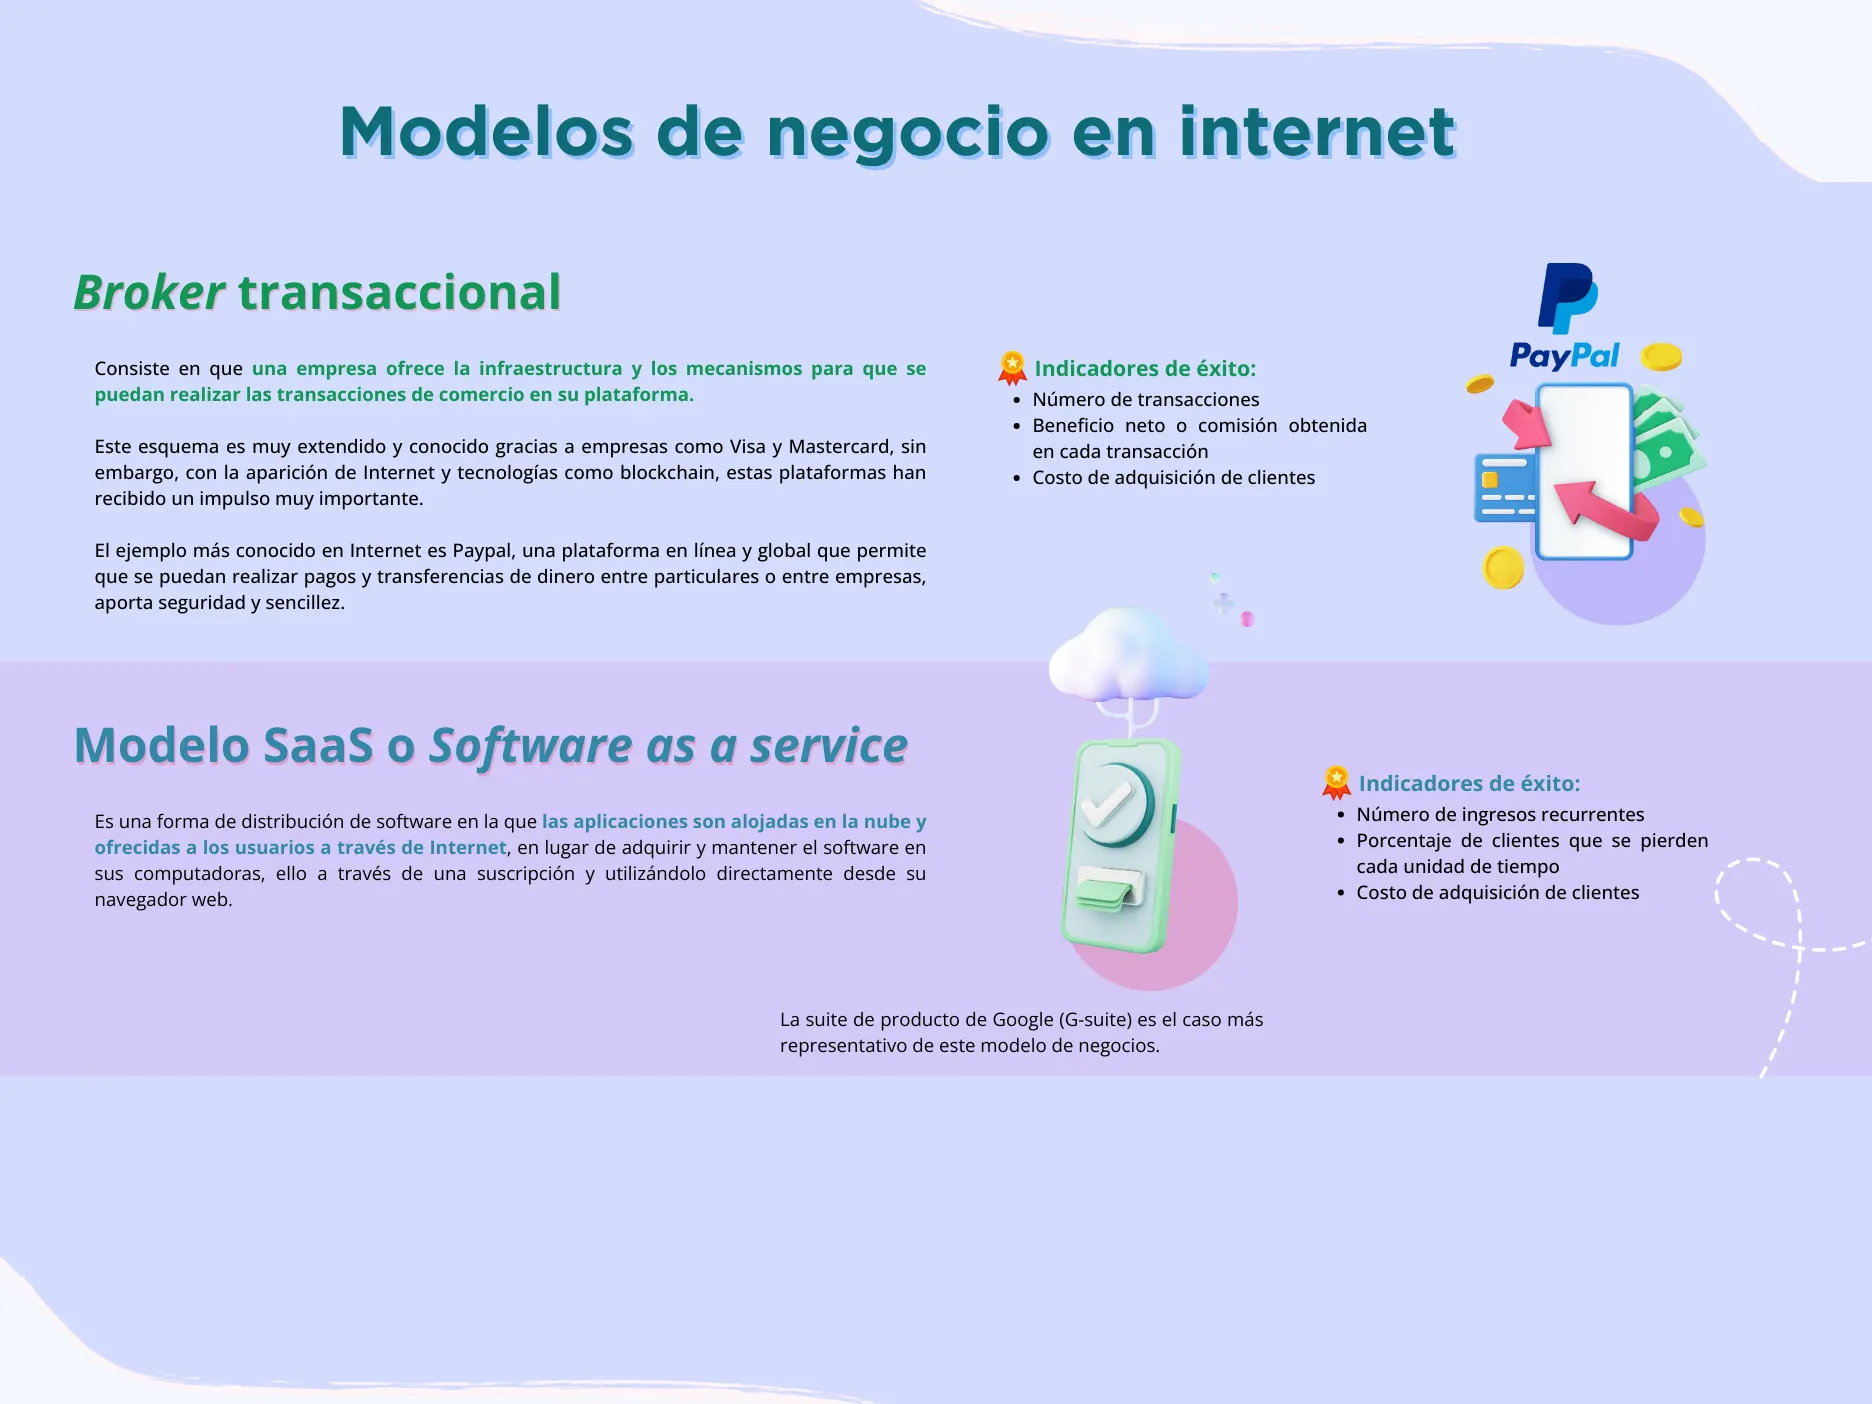 Modelos de negocio en internet
Broker transaccional
Consiste en que una empresa ofrece la infraestructura y los mecanismos para que se
puedan realizar las transacciones de comercio en su plataforma.
Este esquema es muy extendido y conocido gracias a empresas como Visa y Mastercard, sin
embargo, con la aparición de Internet y tecnologías como blockchain, estas plataformas han
recibido un impulso muy importante.
El ejemplo más conocido en Internet es Paypal, una plataforma en línea y global que permite
que se puedan realizar pagos y transferencias de dinero entre particulares o entre empresas,
aporta seguridad y sencillez.
Indicadores de éxito:
• Número de transacciones
• Beneficio neto o comisión obtenida
en cada transacción
• Costo de adquisición de clientes
PayPal
Modelo SaaS o Software as a service
Es una forma de distribución de software en la que las aplicaciones son alojadas en la nube y
ofrecidas a los usuarios a través de Internet, en lugar de adquirir y mantener el software en
sus computadoras, ello a través de una suscripción y utilizándolo directamente desde su
navegador web.
Indicadores de éxito:
• Número de ingresos recurrentes
• Porcentaje de clientes que se pierden
cada unidad de tiempo
• Costo de adquisición de clientes
La suite de producto de Google (G-suite) es el caso más
representativo de este modelo de negocios.